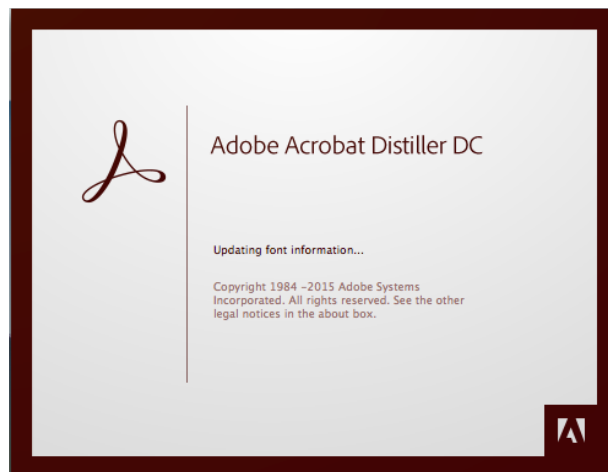 Adobe Acrobat Distiller DC
Updating font information...
Copyright 1984 –2015 Adobe Systems
Incorporated. All rights reserved. See the other
legal notices in the about box.